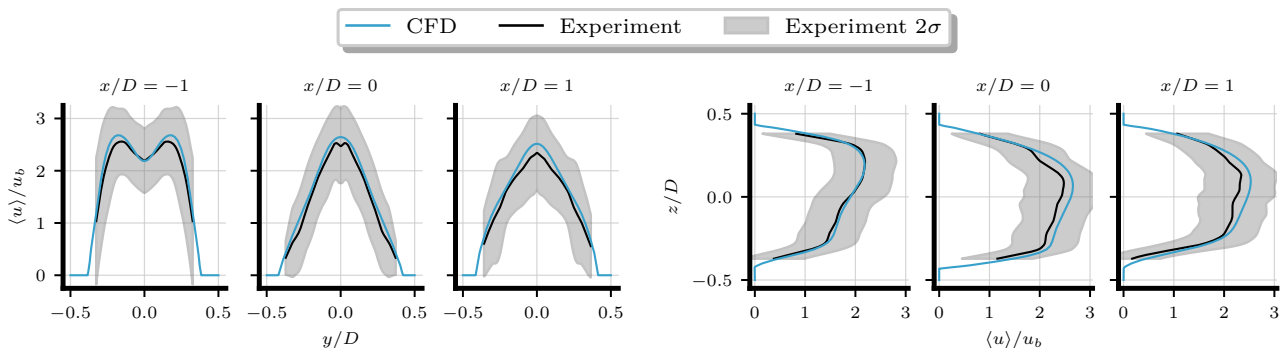 CFD Experiment Experiment 2σ
x/D = −1 x/D = 0 x/D = 1 x/D = −1 x/D = 0 x/D = 1
3
2
1
0
⟨u⟩/u_b
−0.5 0.0 0.5 −0.5 0.0 0.5 −0.5 0.0 0.5
y/D
0.5
0.0
−0.5
z/D
0 1 2 3 0 1 2 3 0 1 2 3
⟨u⟩/u_b